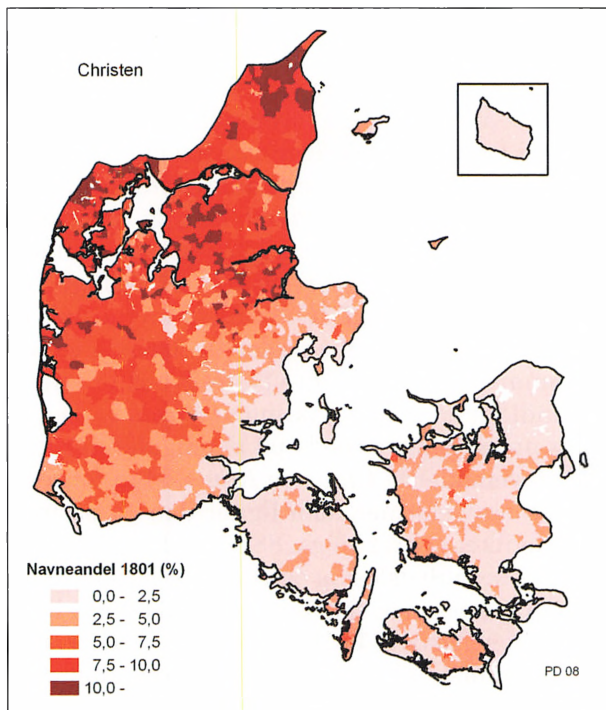 Christen
Navneandel 1801 (%)
0,0 - 2,5
2,5 - 5,0
5,0 - 7,5
7,5 - 10,0
10,0 -
PD 08